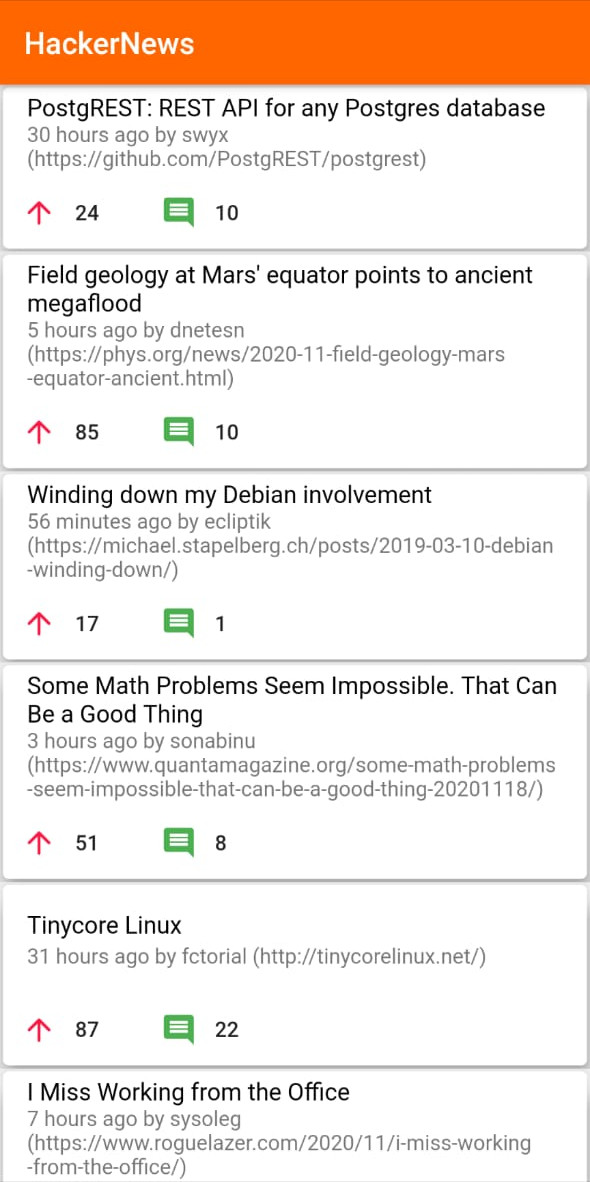 HackerNews
PostgREST: REST API for any Postgres database
30 hours ago by swyx
(https://github.com/PostgREST/postgrest)
24 10
Field geology at Mars' equator points to ancient
megaflood
5 hours ago by dnetesn
(https://phys.org/news/2020-11-field-geology-mars
-equator-ancient.html)
85 10
Winding down my Debian involvement
56 minutes ago by ecliptik
(https://michael.stapelberg.ch/posts/2019-03-10-debian
-winding-down/)
17 1
Some Math Problems Seem Impossible. That Can
Be a Good Thing
3 hours ago by sonabinu
(https://www.quantamagazine.org/some-math-problems
-seem-impossible-that-can-be-a-good-thing-20201118/)
51 8
Tinycore Linux
31 hours ago by fctorial (http://tinycorelinux.net/)
87 22
I Miss Working from the Office
7 hours ago by sysoleg
(https://www.roguelazer.com/2020/11/i-miss-working
-from-the-office/)